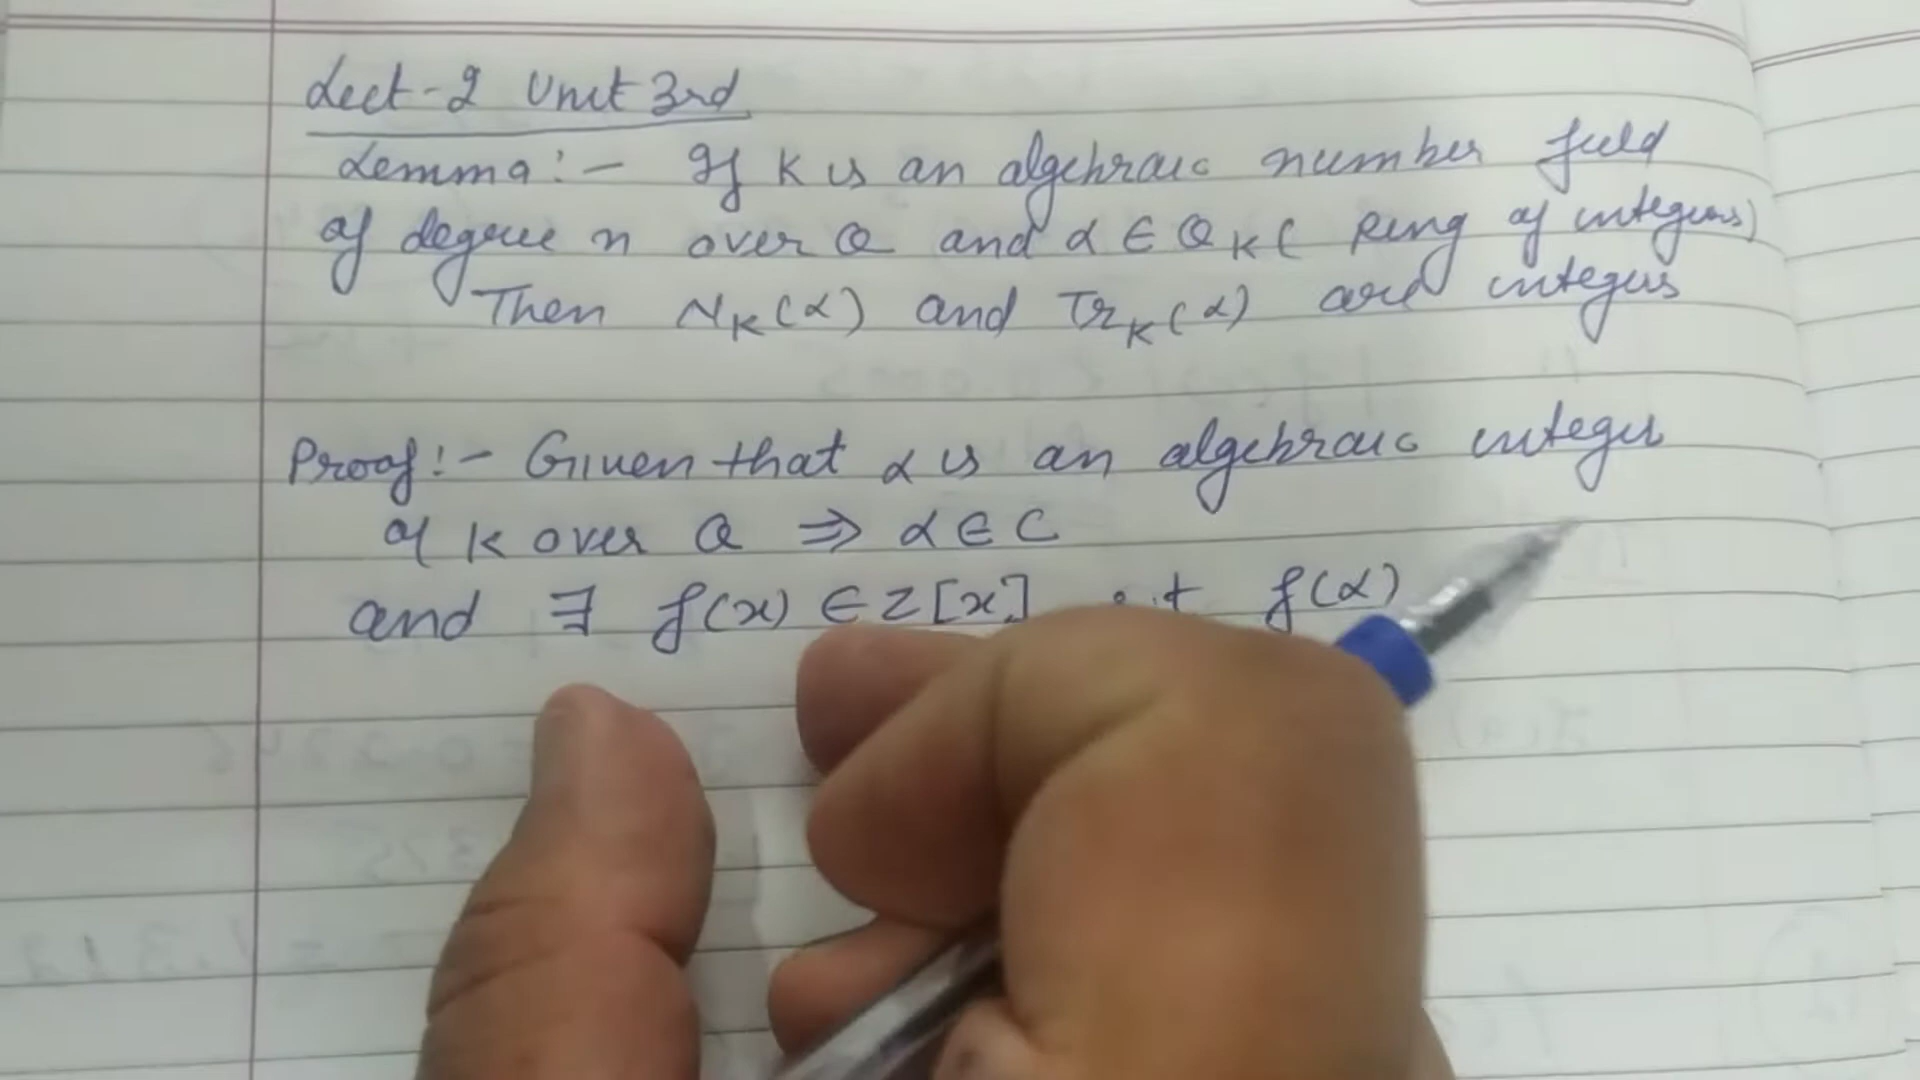 Lect-2 Unit 3rd
Lemma :- If K is an algebraic number field
of degree n over Q and α ∈ O_K ( Ring of integers)
Then N_K(α) and Tr_K(α) are integers
Proof :- Given that α is an algebraic integer
of K over Q ⇒ α ∈ C
and ∃ f(x) ∈ Z[x] s.t f(α)